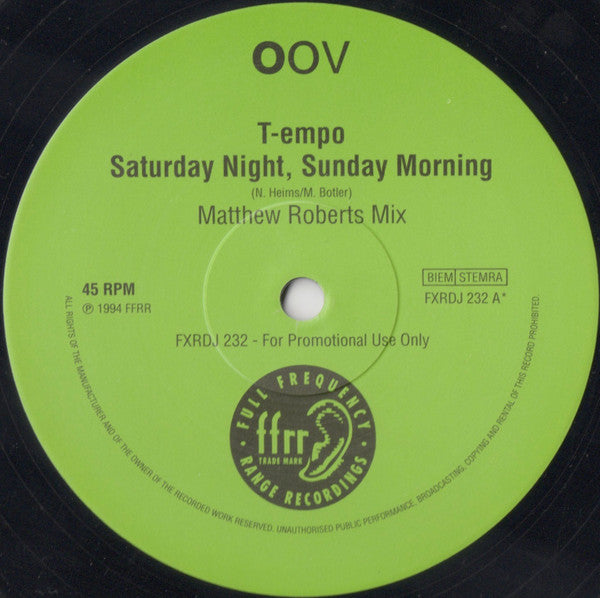 OOV
T-empo
Saturday Night, Sunday Morning
(N. Heims/M. Botler)
Matthew Roberts Mix
45 RPM
℗ 1994 FFRR
BIEM STEMRA
FXRDJ 232 A*
FXRDJ 232 - For Promotional Use Only
FULL FREQUENCY
ffrr
TRADE MARK
RANGE RECORDINGS
ALL RIGHTS OF THE MANUFACTURER AND OF THE OWNER OF THE RECORDED WORK RESERVED. UNAUTHORISED PUBLIC PERFORMANCE, BROADCASTING, COPYING AND RENTAL OF THIS RECORD PROHIBITED.